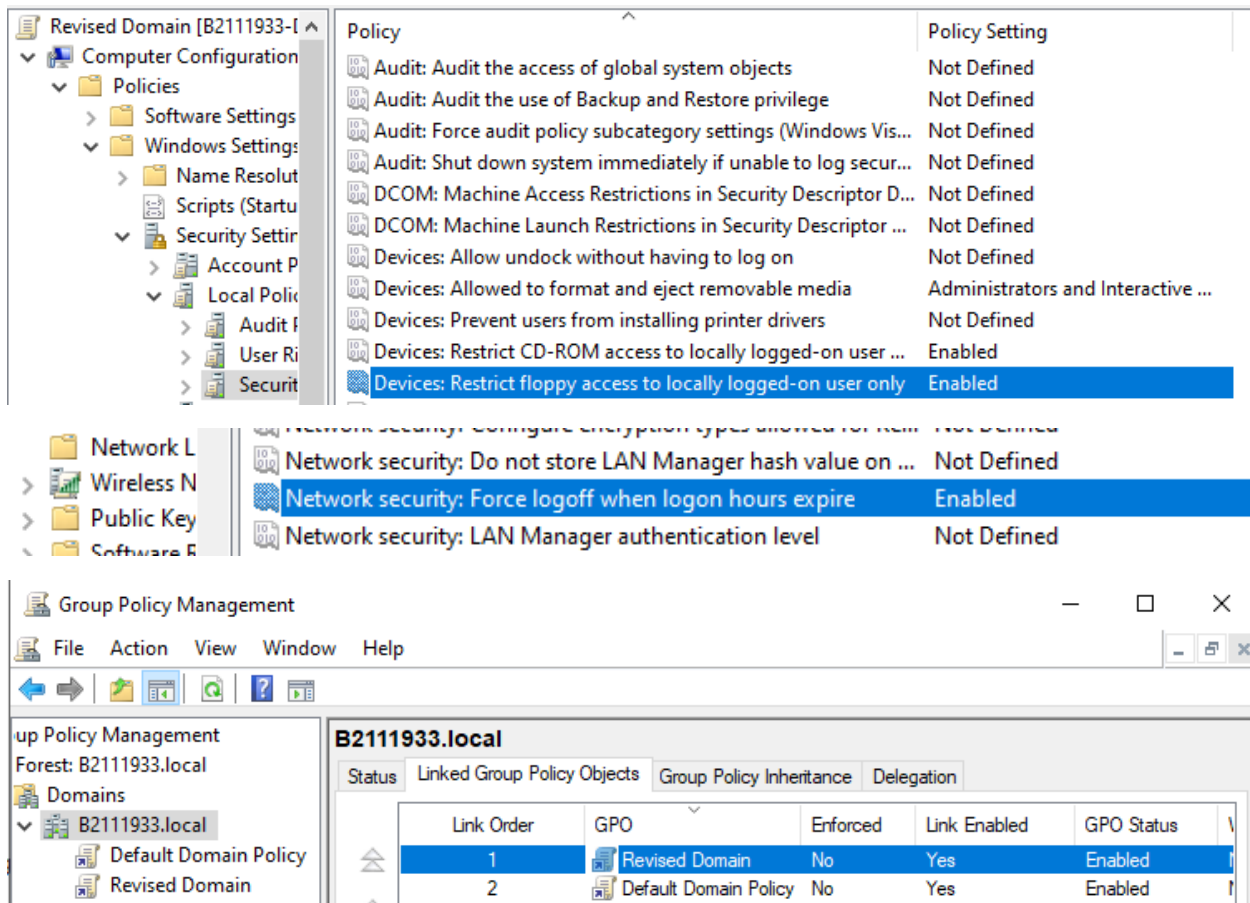 Revised Domain [B2111933-D
Computer Configuration
Policies
Software Settings
Windows Settings
Name Resolut
Scripts (Startu
Security Settin
Account P
Local Polic
Audit P
User Ri
Securit
Policy Policy Setting
Audit: Audit the access of global system objects Not Defined
Audit: Audit the use of Backup and Restore privilege Not Defined
Audit: Force audit policy subcategory settings (Windows Vis... Not Defined
Audit: Shut down system immediately if unable to log secur... Not Defined
DCOM: Machine Access Restrictions in Security Descriptor D... Not Defined
DCOM: Machine Launch Restrictions in Security Descriptor ... Not Defined
Devices: Allow undock without having to log on Not Defined
Devices: Allowed to format and eject removable media Administrators and Interactive ...
Devices: Prevent users from installing printer drivers Not Defined
Devices: Restrict CD-ROM access to locally logged-on user ... Enabled
Devices: Restrict floppy access to locally logged-on user only Enabled
Network L
Wireless N
Public Key
Software R
Network security: Configure encryption types allowed for Ker... Not Defined
Network security: Do not store LAN Manager hash value on ... Not Defined
Network security: Force logoff when logon hours expire Enabled
Network security: LAN Manager authentication level Not Defined
Group Policy Management
File Action View Window Help
up Policy Management
Forest: B2111933.local
Domains
B2111933.local
Default Domain Policy
Revised Domain
B2111933.local
Status Linked Group Policy Objects Group Policy Inheritance Delegation
Link Order GPO Enforced Link Enabled GPO Status
1 Revised Domain No Yes Enabled
2 Default Domain Policy No Yes Enabled